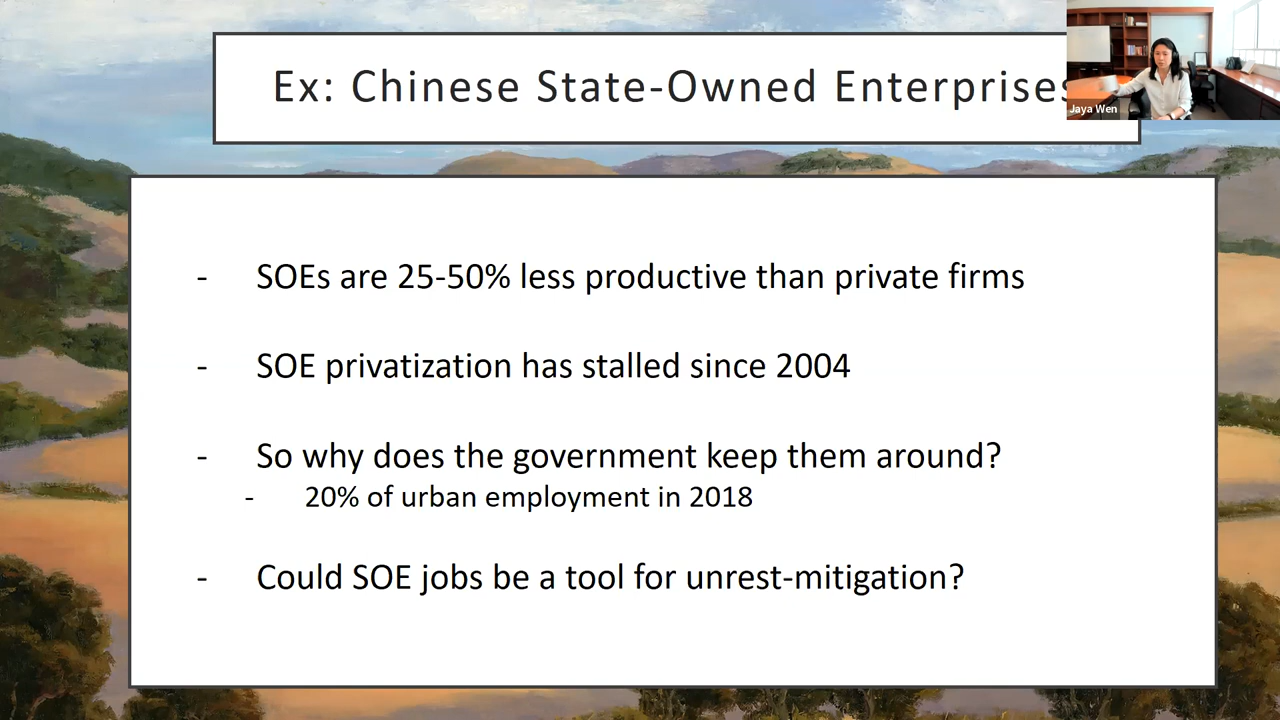 Ex: Chinese State-Owned Enterprises
Jaya Wen
- SOEs are 25-50% less productive than private firms
- SOE privatization has stalled since 2004
- So why does the government keep them around?
- 20% of urban employment in 2018
- Could SOE jobs be a tool for unrest-mitigation?